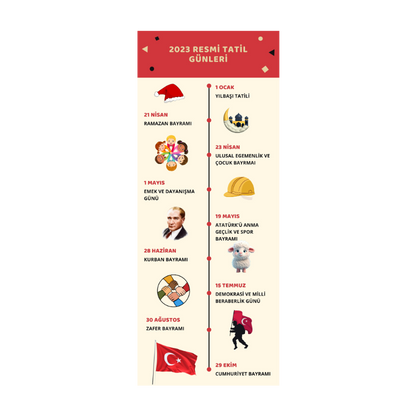 2023 RESMİ TATİL
GÜNLERİ
1 OCAK
YILBAŞI TATİLİ
21 NİSAN
RAMAZAN BAYRAMI
23 NİSAN
ULUSAL EGEMENLİK VE
ÇOCUK BAYRMAI
1 MAYIS
EMEK VE DAYANIŞMA
GÜNÜ
19 MAYIS
ATATÜRK'Ü ANMA
GEÇLİK VE SPOR
BAYRAMI
28 HAZİRAN
KURBAN BAYRAMI
15 TEMMUZ
DEMOKRASİ VE MİLLİ
BERABERLİK GÜNÜ
30 AĞUSTOS
ZAFER BAYRAMI
29 EKİM
CUMHURİYET BAYRAMI